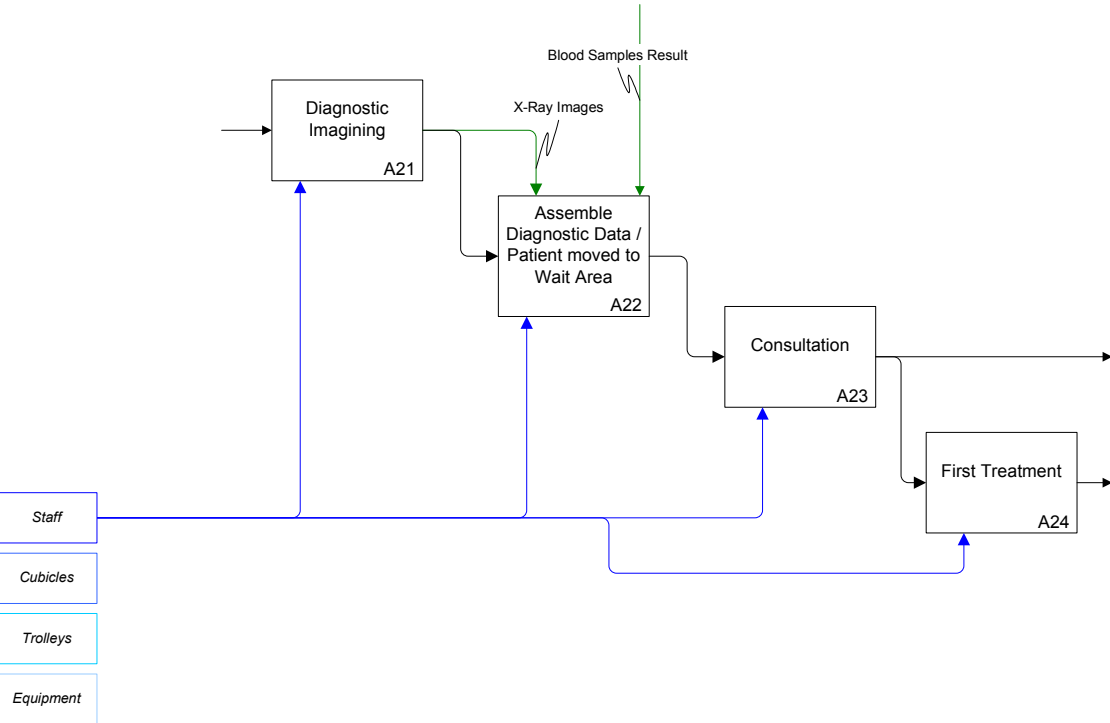 Blood Samples Result
X-Ray Images
Diagnostic
Imagining
A21
Assemble
Diagnostic Data /
Patient moved to
Wait Area
A22
Consultation
A23
First Treatment
A24
Staff
Cubicles
Trolleys
Equipment